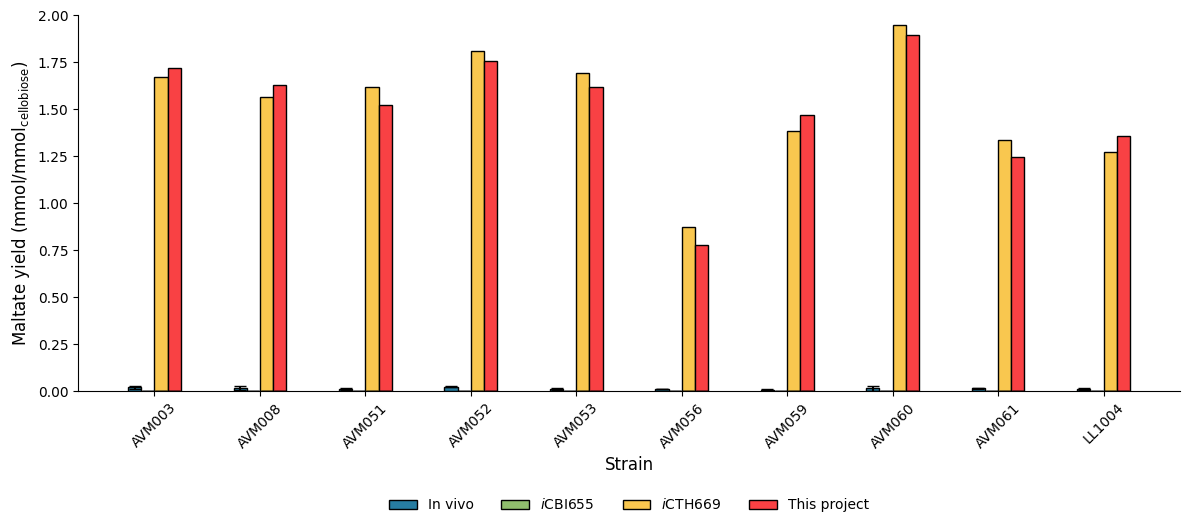 2.00
1.75
1.50
1.25
1.00
0.75
0.50
0.25
0.00
Maltate yield (mmol/mmol_cellobiose)
AVM003 AVM008 AVM051 AVM052 AVM053 AVM056 AVM059 AVM060 AVM061 LL1004
Strain
In vivo iCBI655 iCTH669 This project